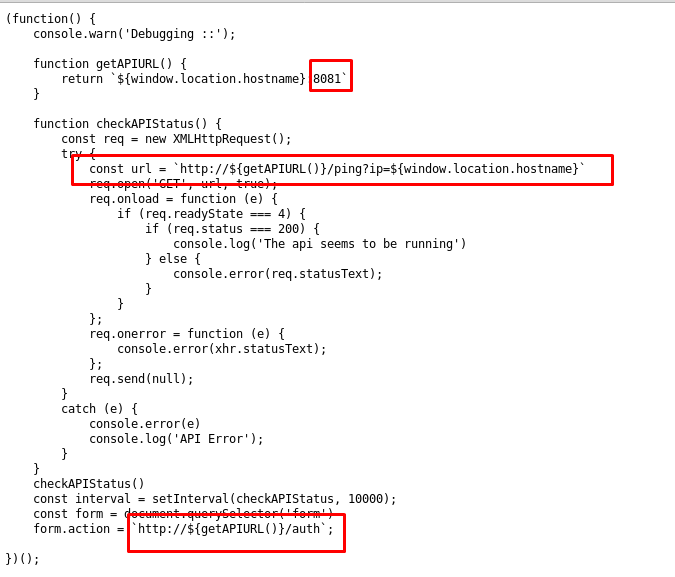 (function() {
    console.warn('Debugging ::');

    function getAPIURL() {
        return `${window.location.hostname}:8081`
    }

    function checkAPIStatus() {
        const req = new XMLHttpRequest();
        try {
            const url = `http://${getAPIURL()}/ping?ip=${window.location.hostname}`
            req.open('GET', url, true);
            req.onload = function (e) {
                if (req.readyState === 4) {
                    if (req.status === 200) {
                        console.log('The api seems to be running')
                    } else {
                        console.error(req.statusText);
                    }
                }
            };
            req.onerror = function (e) {
                console.error(xhr.statusText);
            };
            req.send(null);
        }
        catch (e) {
            console.error(e)
            console.log('API Error');
        }
    }
    checkAPIStatus()
    const interval = setInterval(checkAPIStatus, 10000);
    const form = document.querySelector('form')
    form.action = `http://${getAPIURL()}/auth`;

})();